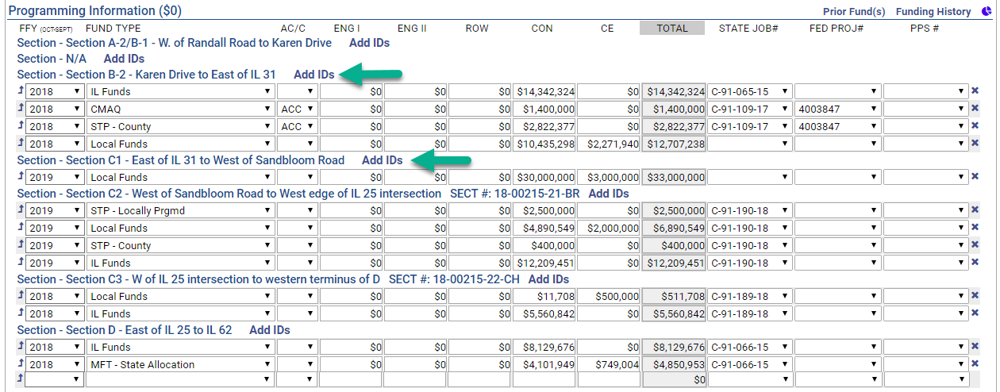 Programming Information ($0) Prior Fund(s) Funding History
FFY (OCT-SEPT) FUND TYPE AC/C ENG I ENG II ROW CON CE TOTAL STATE JOB# FED PROJ# PPS #
Section - Section A-2/B-1 - W. of Randall Road to Karen Drive Add IDs
Section - N/A Add IDs
Section - Section B-2 - Karen Drive to East of IL 31 Add IDs
2018 IL Funds $0 $0 $0 $14,342,324 $0 $14,342,324 C-91-065-15
2018 CMAQ ACC $0 $0 $0 $1,400,000 $0 $1,400,000 C-91-109-17 4003847
2018 STP - County ACC $0 $0 $0 $2,822,377 $0 $2,822,377 C-91-109-17 4003847
2018 Local Funds $0 $0 $0 $10,435,298 $2,271,940 $12,707,238
Section - Section C1 - East of IL 31 to West of Sandbloom Road Add IDs
2019 Local Funds $0 $0 $0 $30,000,000 $3,000,000 $33,000,000
Section - Section C2 - West of Sandbloom Road to West edge of IL 25 intersection SECT #: 18-00215-21-BR Add IDs
2019 STP - Locally Prgmd $0 $0 $0 $2,500,000 $0 $2,500,000 C-91-190-18
2019 Local Funds $0 $0 $0 $4,890,549 $2,000,000 $6,890,549 C-91-190-18
2019 STP - County $0 $0 $0 $400,000 $0 $400,000 C-91-190-18
2019 IL Funds $0 $0 $0 $12,209,451 $0 $12,209,451 C-91-190-18
Section - Section C3 - W of IL 25 intersection to western terminus of D SECT #: 18-00215-22-CH Add IDs
2018 Local Funds $0 $0 $0 $11,708 $500,000 $511,708 C-91-189-18
2018 IL Funds $0 $0 $0 $5,560,842 $0 $5,560,842 C-91-189-18
Section - Section D - East of IL 25 to IL 62 Add IDs
2018 IL Funds $0 $0 $0 $8,129,676 $0 $8,129,676 C-91-066-15
2018 MFT - State Allocation $0 $0 $0 $4,101,949 $749,004 $4,850,953 C-91-066-15
$0